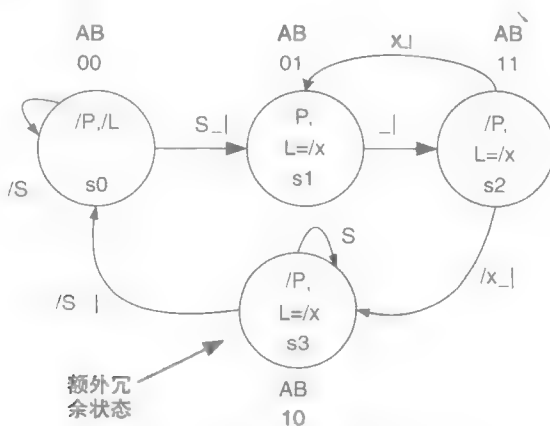 AB
00
/P,/L
s0
/S
S_|
AB
01
P,
L=/x
s1
_|
x_|
AB
11
/P,
L=/x
s2
/x_|
S
/P,
L=/x
s3
AB
10
/S |
额外冗
余状态